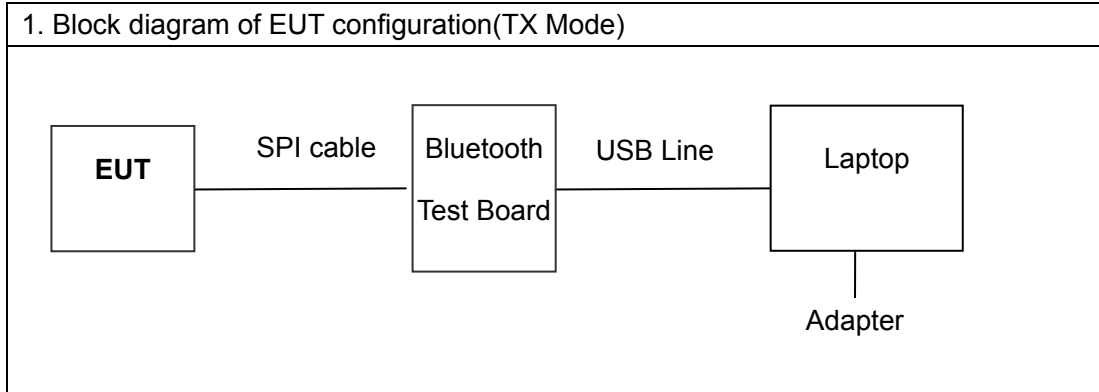 1. Block diagram of EUT configuration(TX Mode)
EUT
SPI cable
Bluetooth
Test Board
USB Line
Laptop
Adapter